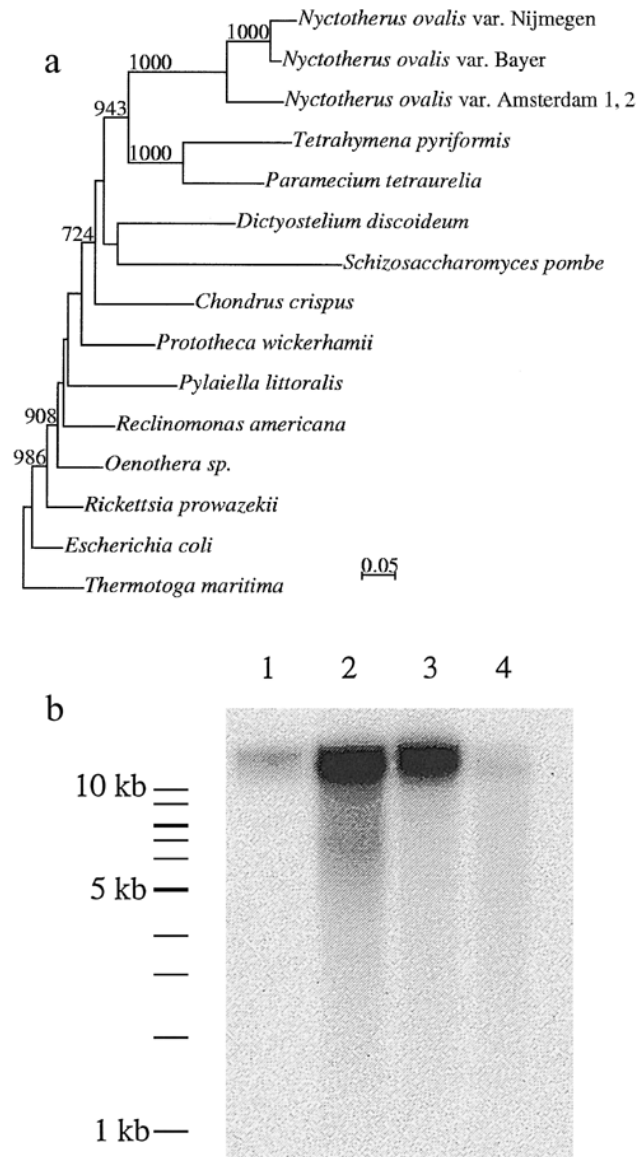 a
1000
Nyctotherus ovalis var. Nijmegen
Nyctotherus ovalis var. Bayer
1000
Nyctotherus ovalis var. Amsterdam 1, 2
943
Tetrahymena pyriformis
1000
Paramecium tetraurelia
Dictyostelium discoideum
724
Schizosaccharomyces pombe
Chondrus crispus
Prototheca wickerhamii
Pylaiella littoralis
908
Reclinomonas americana
986
Oenothera sp.
Rickettsia prowazekii
Escherichia coli
0.05
Thermotoga maritima
b
1 2 3 4
10 kb
5 kb
1 kb